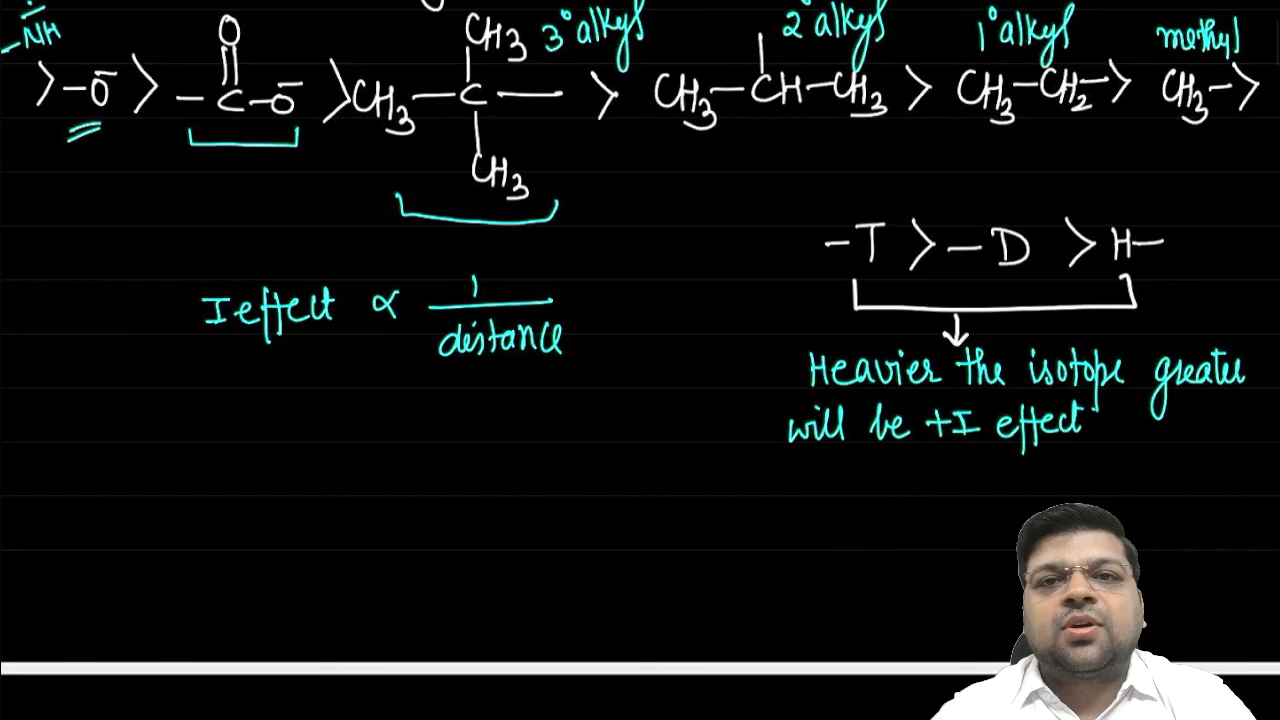 CH3 3° alkyl 2° alkyl 1° alkyl methyl
–N̈H
O
> –Ō > –C–Ō > CH3–C– > CH3–CH–CH3 > CH3–CH2–> CH3–>
CH3
–T > –D > H–
I effect ∝ 1
distance
Heavier the isotope greater
will be +I effect